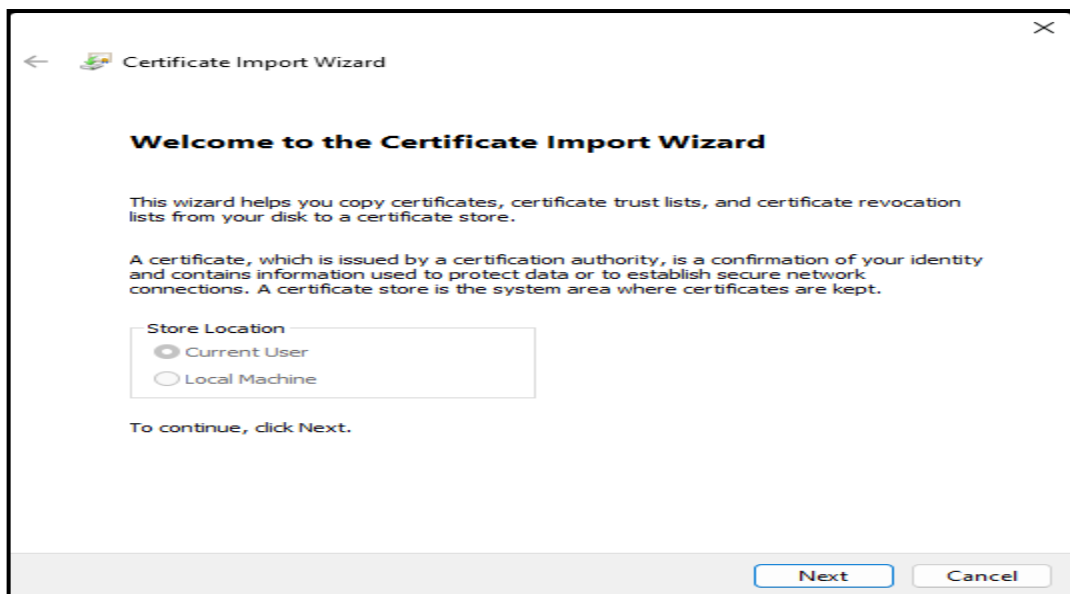 Certificate Import Wizard
Welcome to the Certificate Import Wizard
This wizard helps you copy certificates, certificate trust lists, and certificate revocation
lists from your disk to a certificate store.
A certificate, which is issued by a certification authority, is a confirmation of your identity
and contains information used to protect data or to establish secure network
connections. A certificate store is the system area where certificates are kept.
Store Location
Current User
Local Machine
To continue, click Next.
Next
Cancel